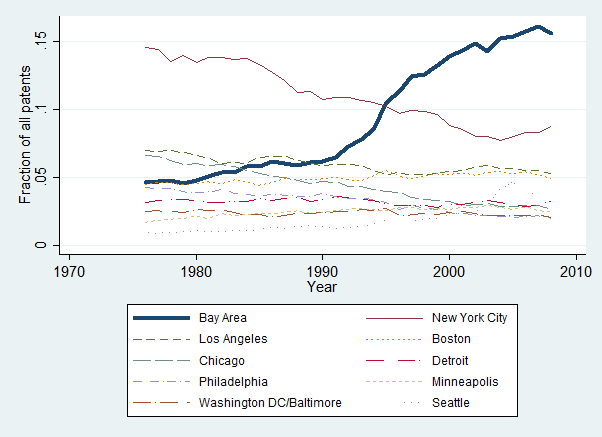 Fraction of all patents
.15
.1
.05
0
1970 1980 1990 2000 2010
Year
Bay Area New York City
Los Angeles Boston
Chicago Detroit
Philadelphia Minneapolis
Washington DC/Baltimore Seattle